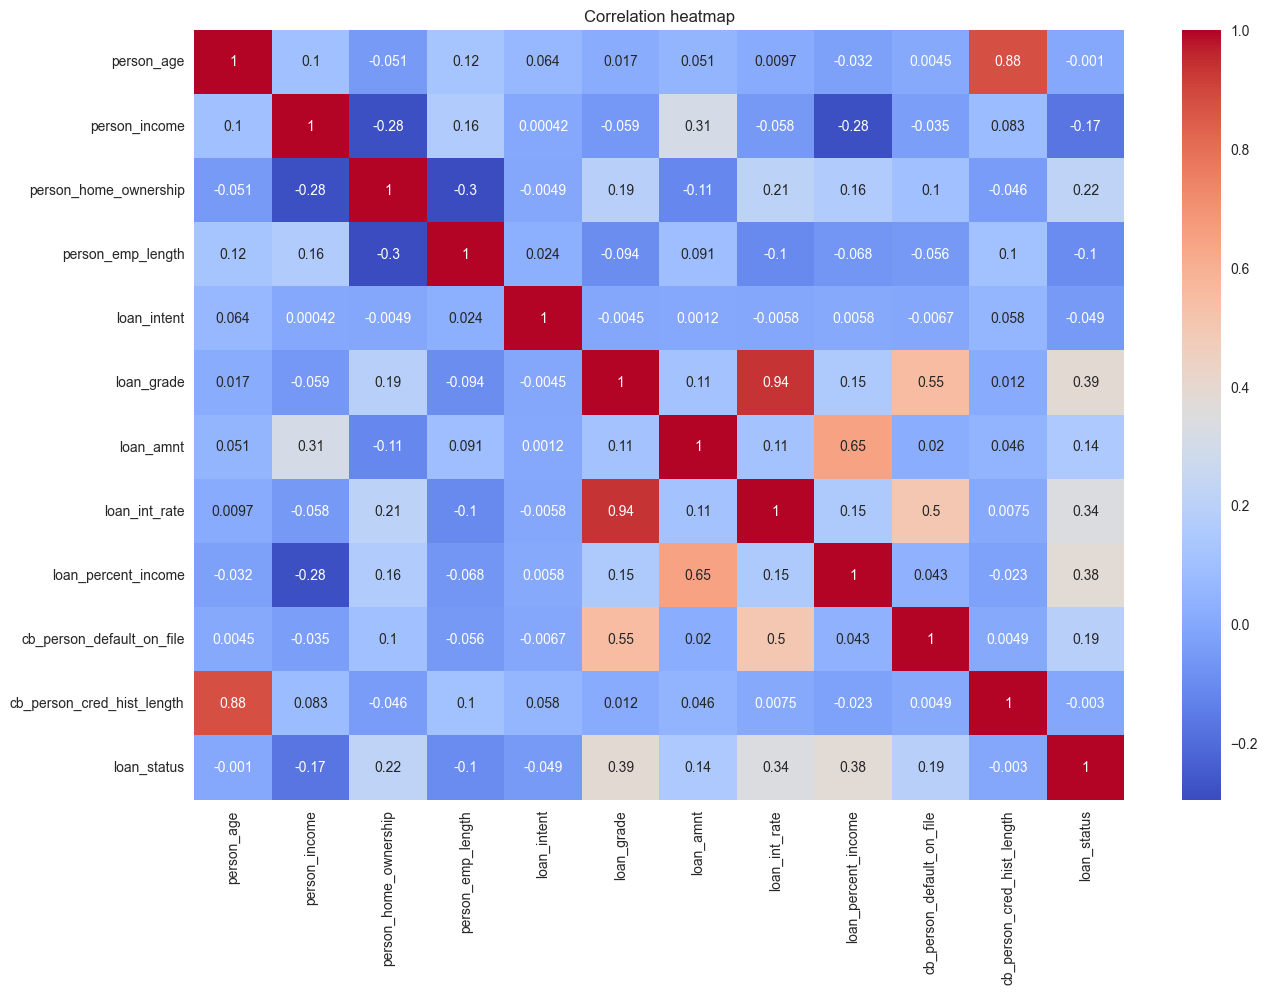 Correlation heatmap
person_age 1 0.1 -0.051 0.12 0.064 0.017 0.051 0.0097 -0.032 0.0045 0.88 -0.001
person_income 0.1 1 -0.28 0.16 0.00042 -0.059 0.31 -0.058 -0.28 -0.035 0.083 -0.17
person_home_ownership -0.051 -0.28 1 -0.3 -0.0049 0.19 -0.11 0.21 0.16 0.1 -0.046 0.22
person_emp_length 0.12 0.16 -0.3 1 0.024 -0.094 0.091 -0.1 -0.068 -0.056 0.1 -0.1
loan_intent 0.064 0.00042 -0.0049 0.024 1 -0.0045 0.0012 -0.0058 0.0058 -0.0067 0.058 -0.049
loan_grade 0.017 -0.059 0.19 -0.094 -0.0045 1 0.11 0.94 0.15 0.55 0.012 0.39
loan_amnt 0.051 0.31 -0.11 0.091 0.0012 0.11 1 0.11 0.65 0.02 0.046 0.14
loan_int_rate 0.0097 -0.058 0.21 -0.1 -0.0058 0.94 0.11 1 0.15 0.5 0.0075 0.34
loan_percent_income -0.032 -0.28 0.16 -0.068 0.0058 0.15 0.65 0.15 1 0.043 -0.023 0.38
cb_person_default_on_file 0.0045 -0.035 0.1 -0.056 -0.0067 0.55 0.02 0.5 0.043 1 0.0049 0.19
cb_person_cred_hist_length 0.88 0.083 -0.046 0.1 0.058 0.012 0.046 0.0075 -0.023 0.0049 1 -0.003
loan_status -0.001 -0.17 0.22 -0.1 -0.049 0.39 0.14 0.34 0.38 0.19 -0.003 1
person_age
person_income
person_home_ownership
person_emp_length
loan_intent
loan_grade
loan_amnt
loan_int_rate
loan_percent_income
cb_person_default_on_file
cb_person_cred_hist_length
loan_status
1.0
0.8
0.6
0.4
0.2
0.0
−0.2